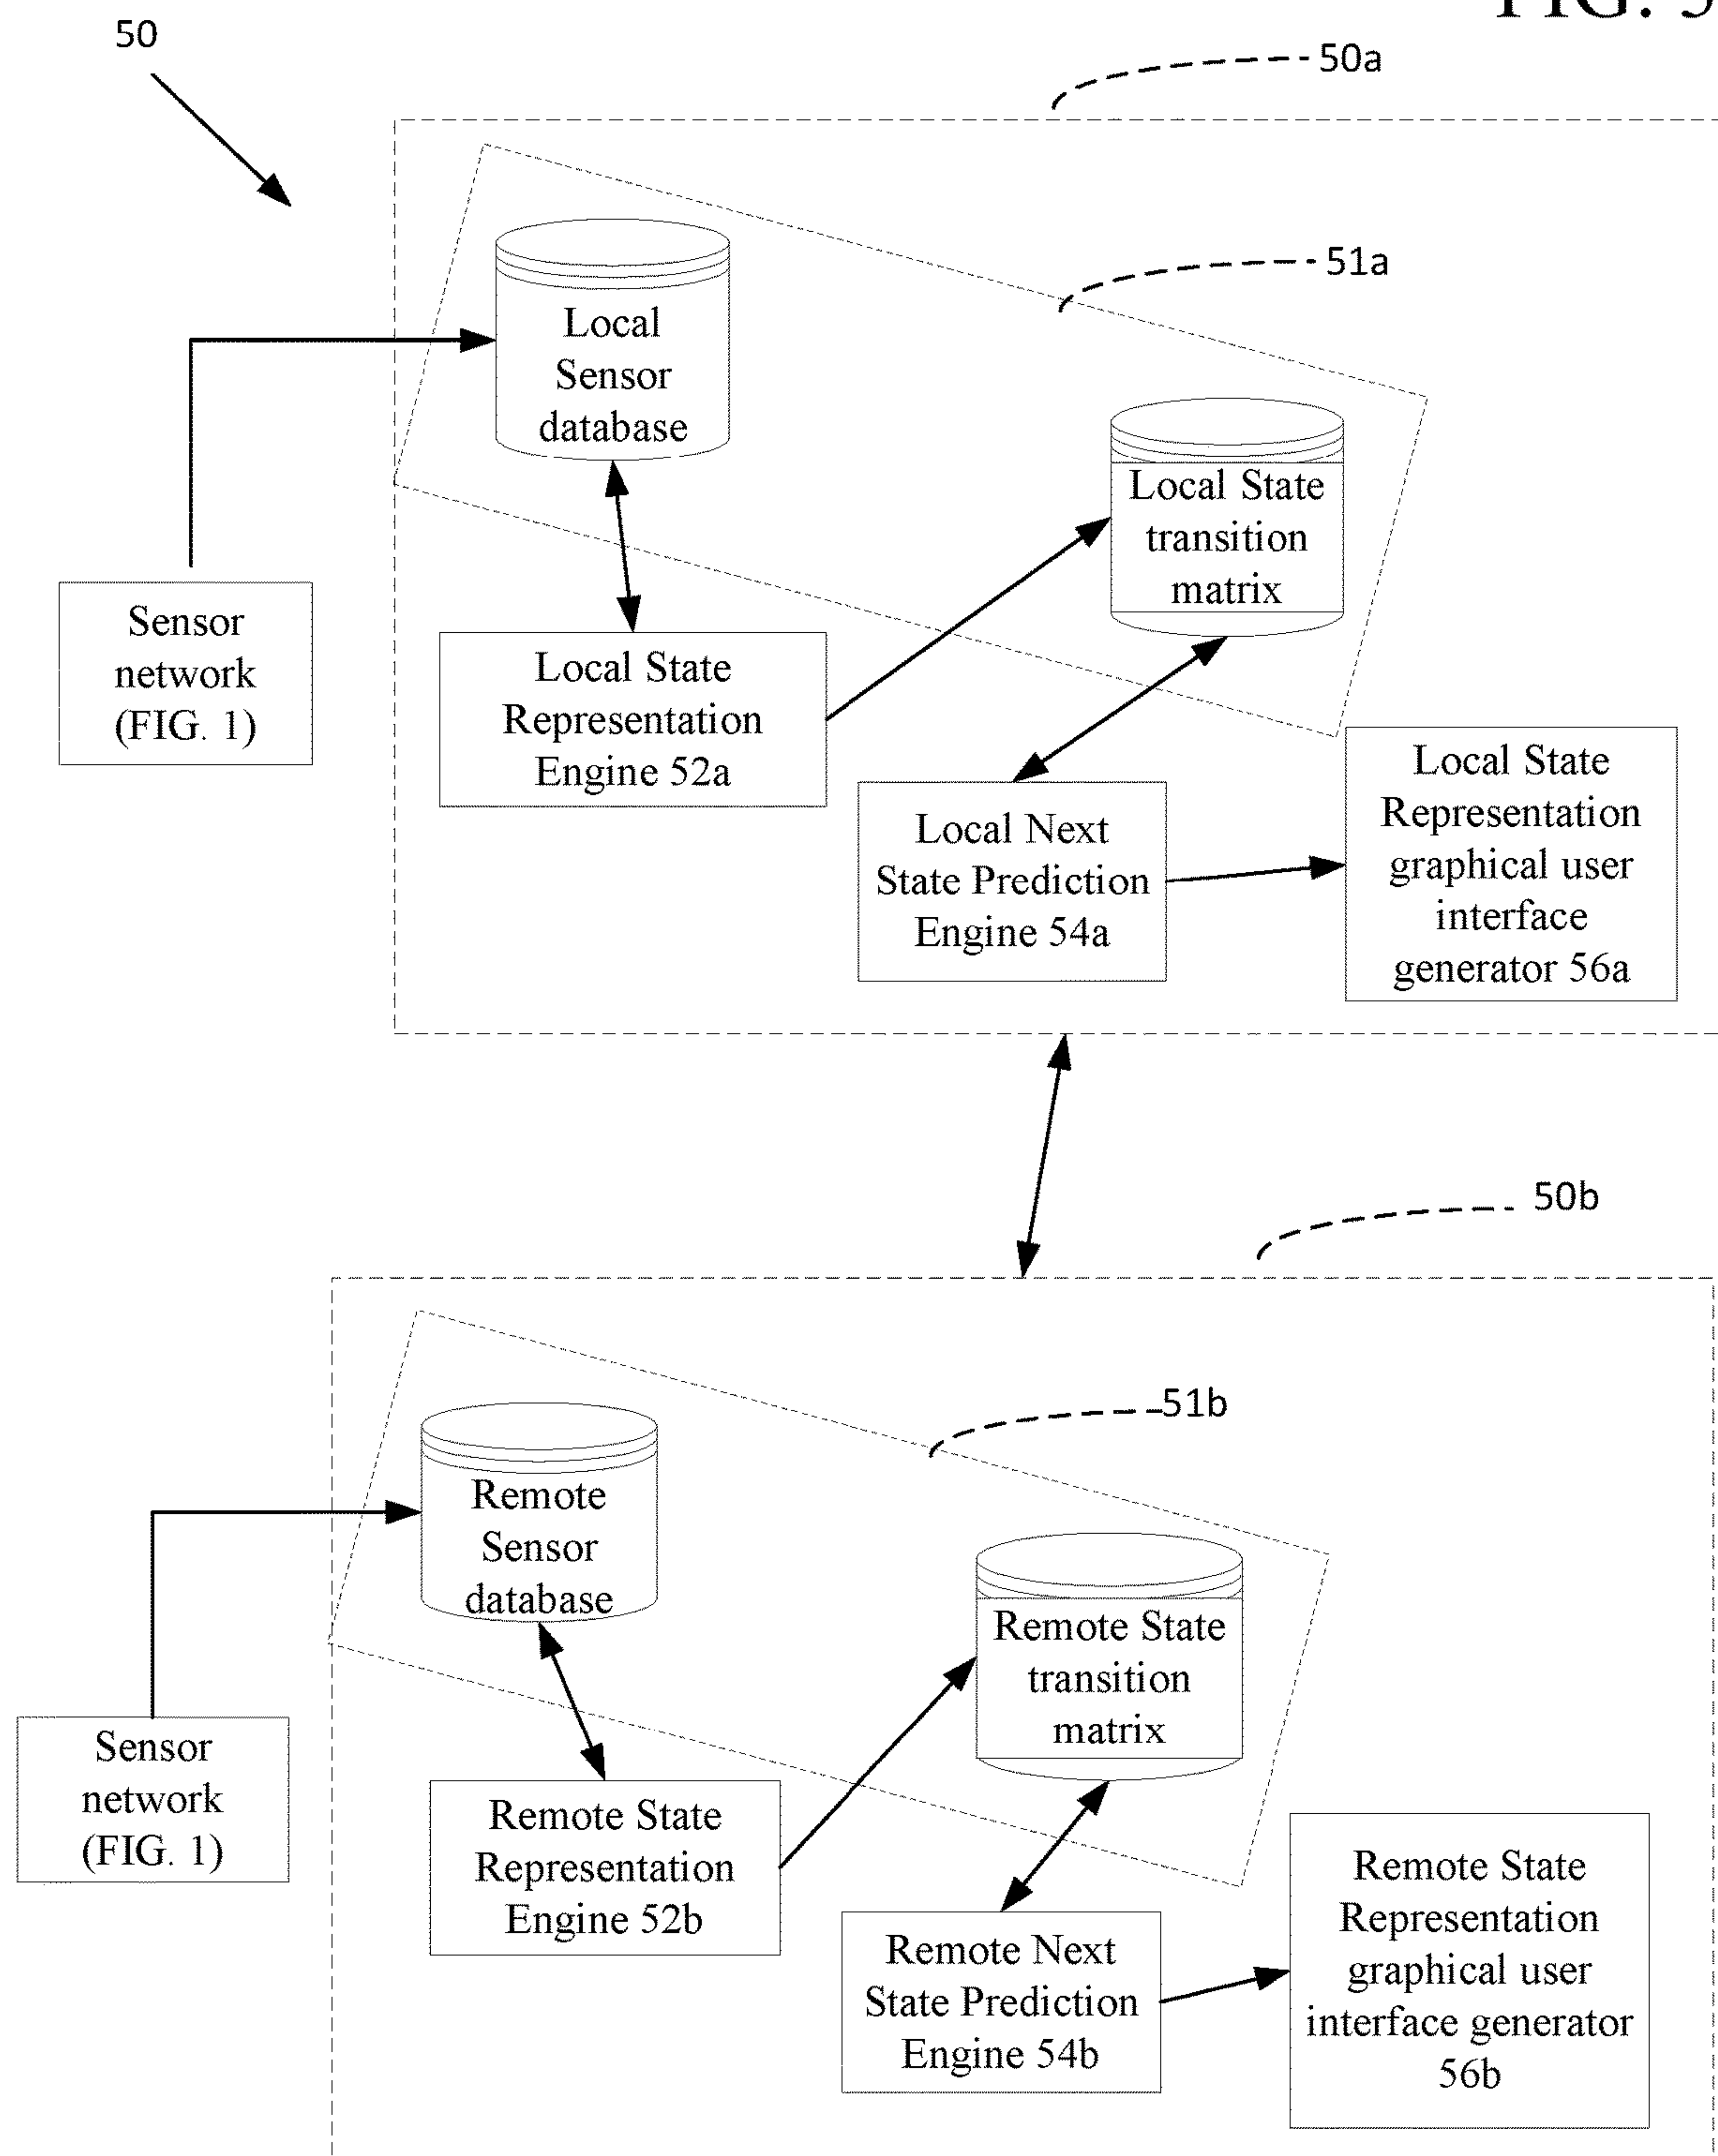 FIG. 5
50
50a
51a
Local
Sensor
database
Local State
transition
matrix
Sensor
network
(FIG. 1)
Local State
Representation
Engine 52a
Local Next
State Prediction
Engine 54a
Local State
Representation
graphical user
interface
generator 56a
50b
51b
Remote
Sensor
database
Remote State
transition
matrix
Sensor
network
(FIG. 1)
Remote State
Representation
Engine 52b
Remote Next
State Prediction
Engine 54b
Remote State
Representation
graphical user
interface generator
56b